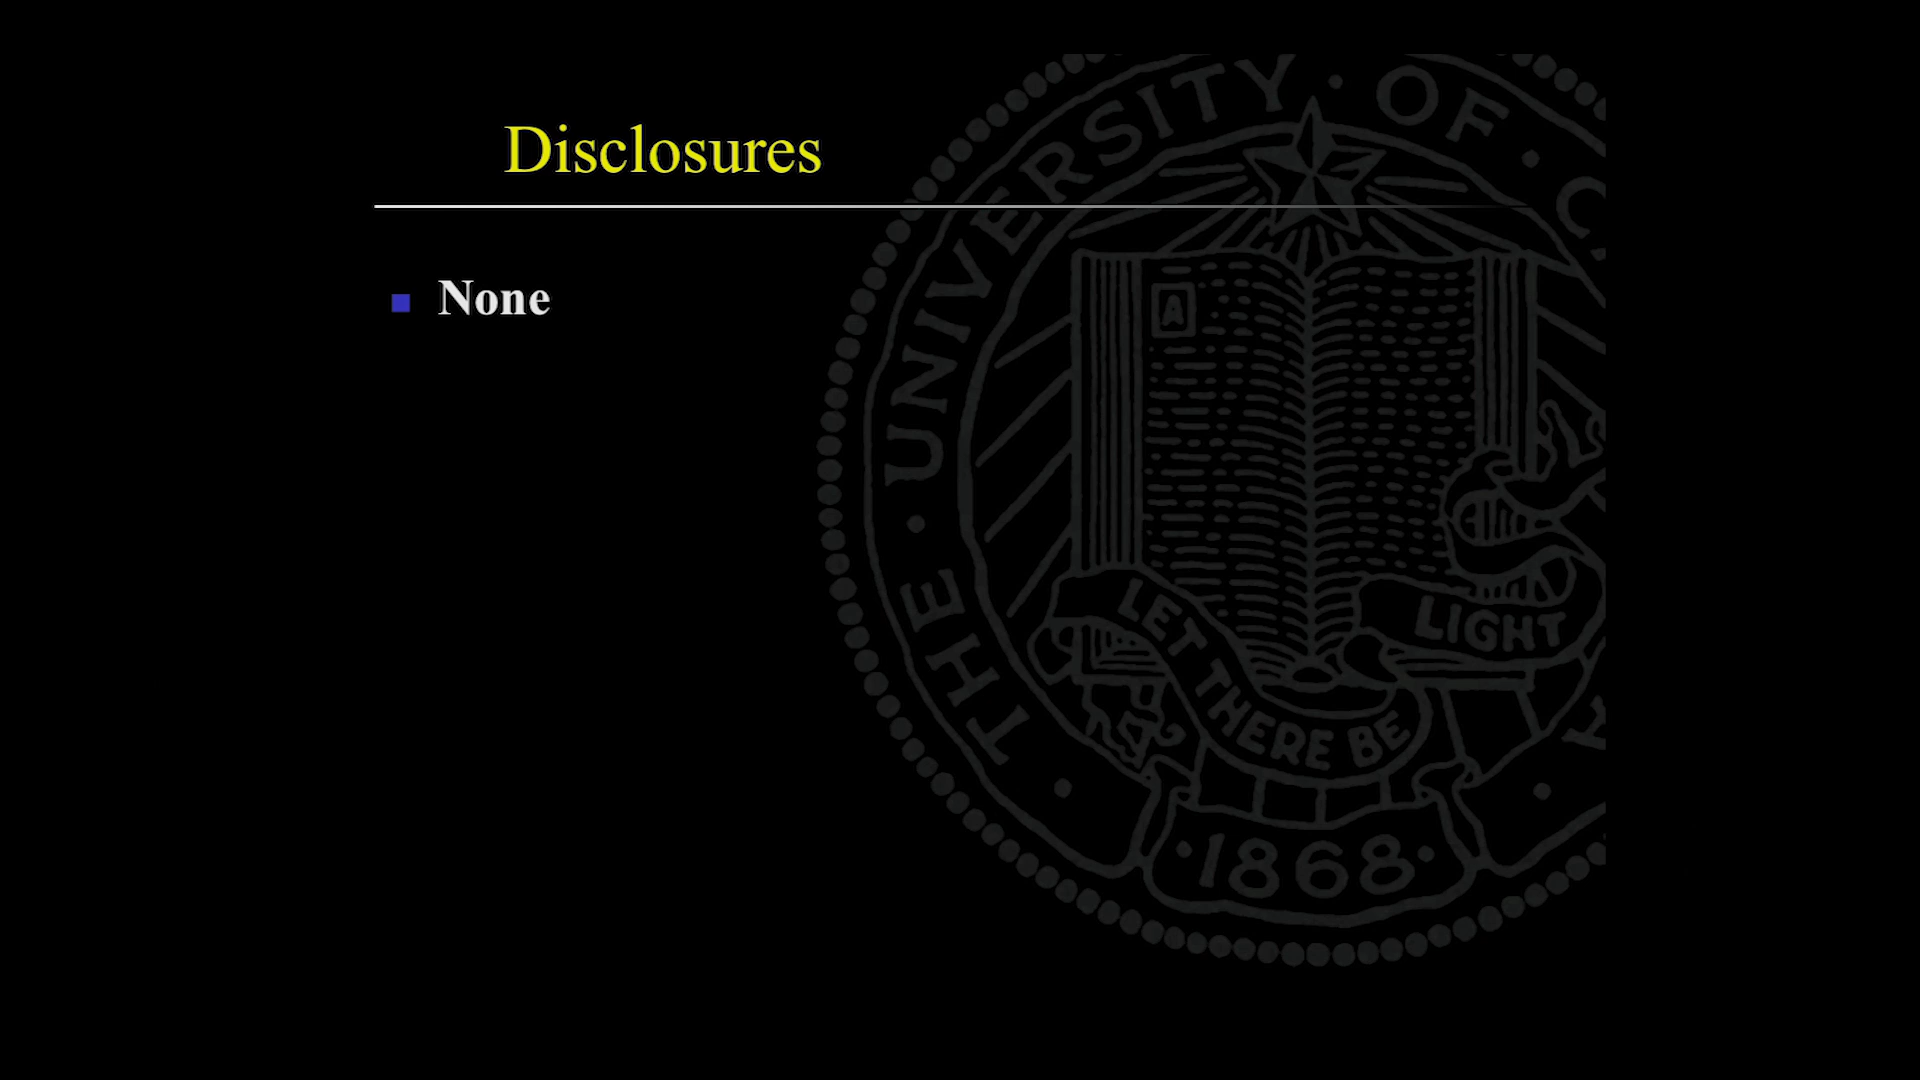 Disclosures
None
THE · UNIVERSITY · OF · C
A
LET THERE BE
LIGHT
·1868·